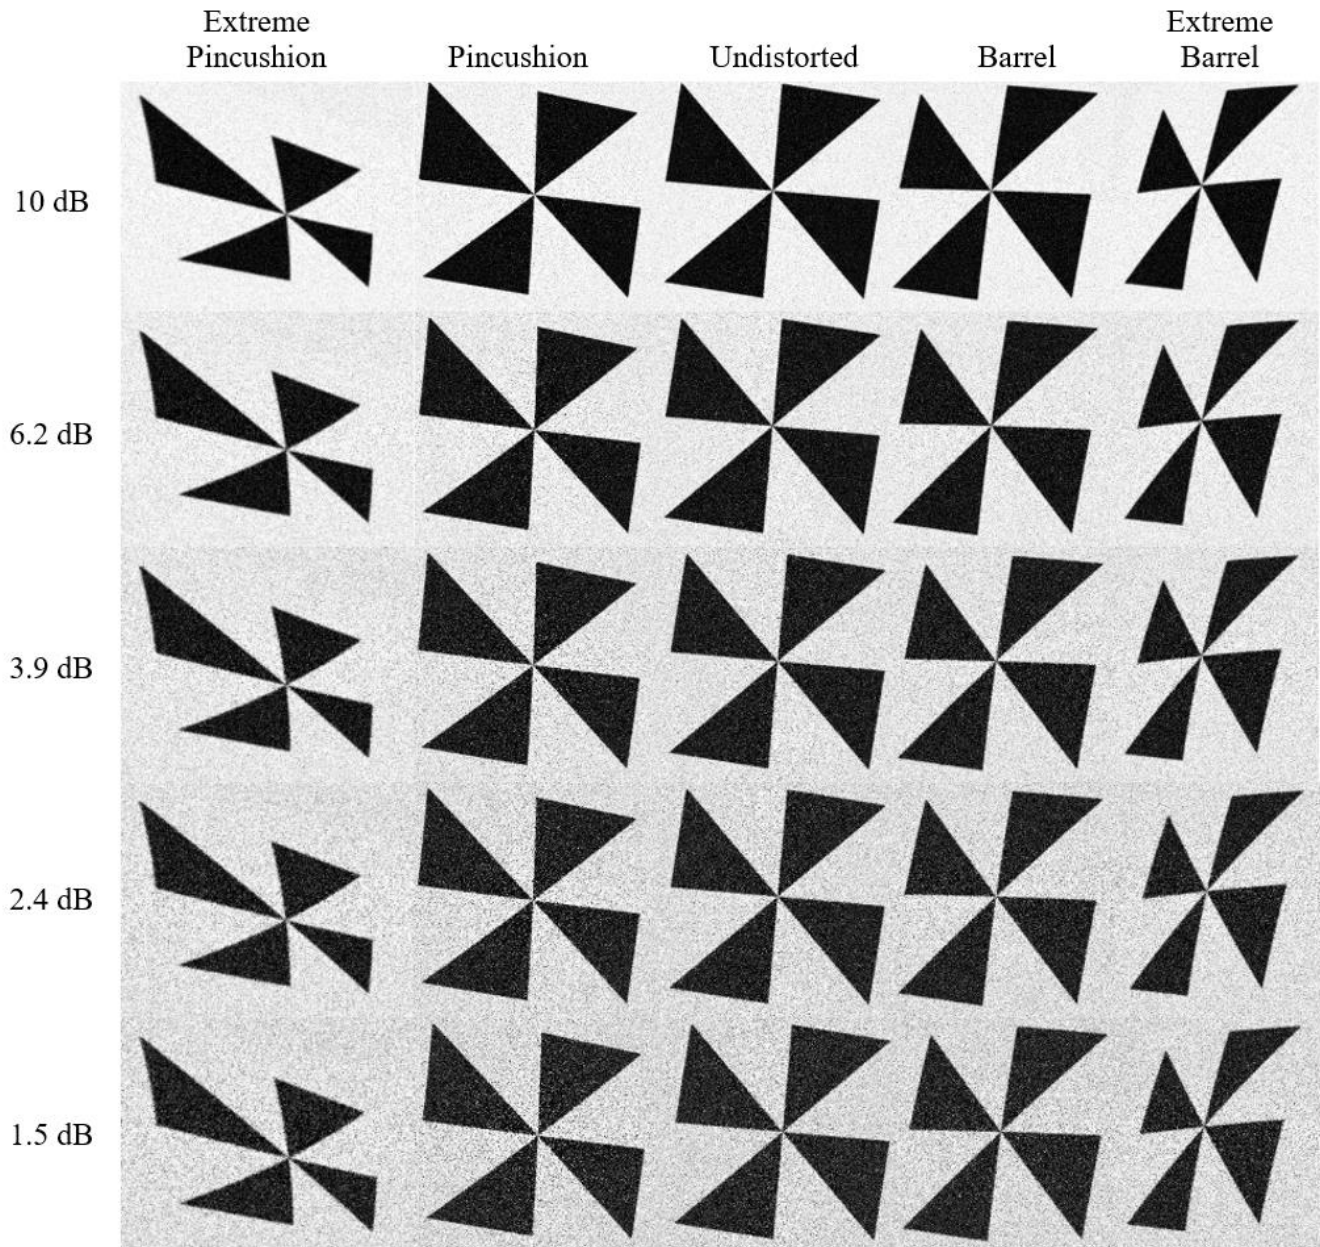 Extreme
Pincushion
Pincushion
Undistorted
Barrel
Extreme
Barrel
10 dB
6.2 dB
3.9 dB
2.4 dB
1.5 dB